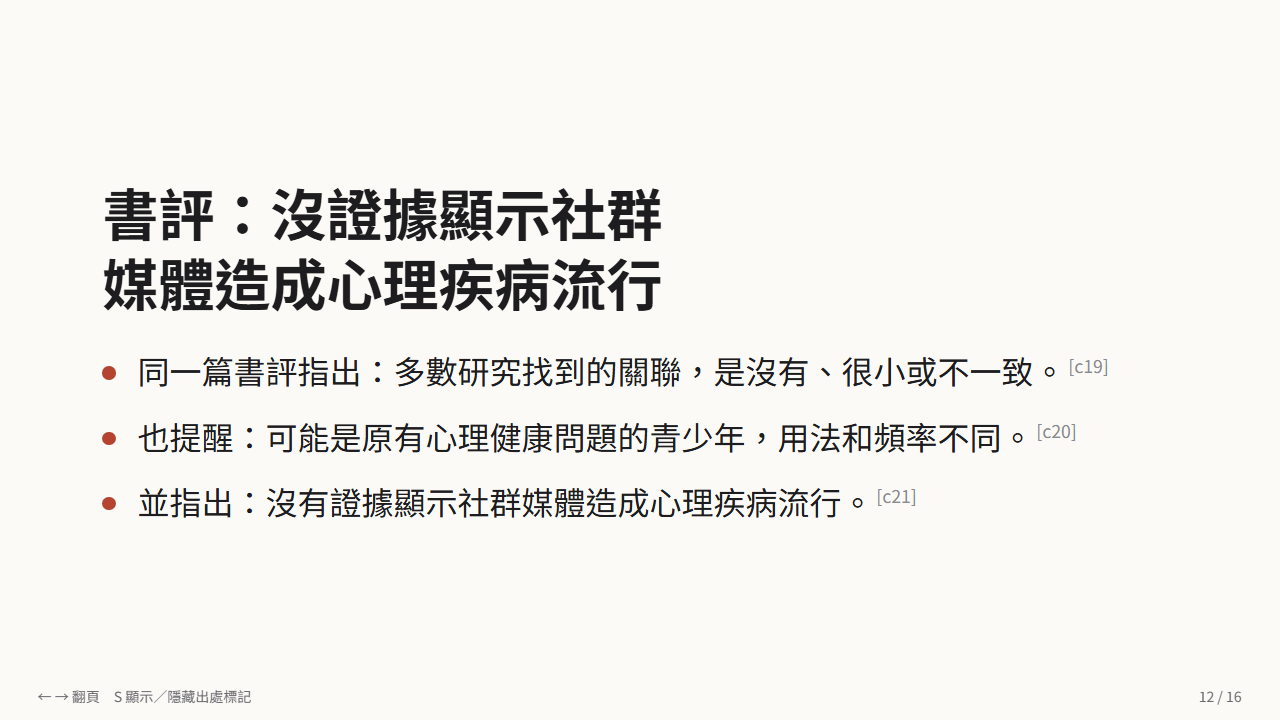 書評：沒證據顯示社群
媒體造成心理疾病流行
同一篇書評指出：多數研究找到的關聯，是沒有、很小或不一致。[c19]
也提醒：可能是原有心理健康問題的青少年，用法和頻率不同。[c20]
並指出：沒有證據顯示社群媒體造成心理疾病流行。[c21]
← → 翻頁　S 顯示／隱藏出處標記
12 / 16